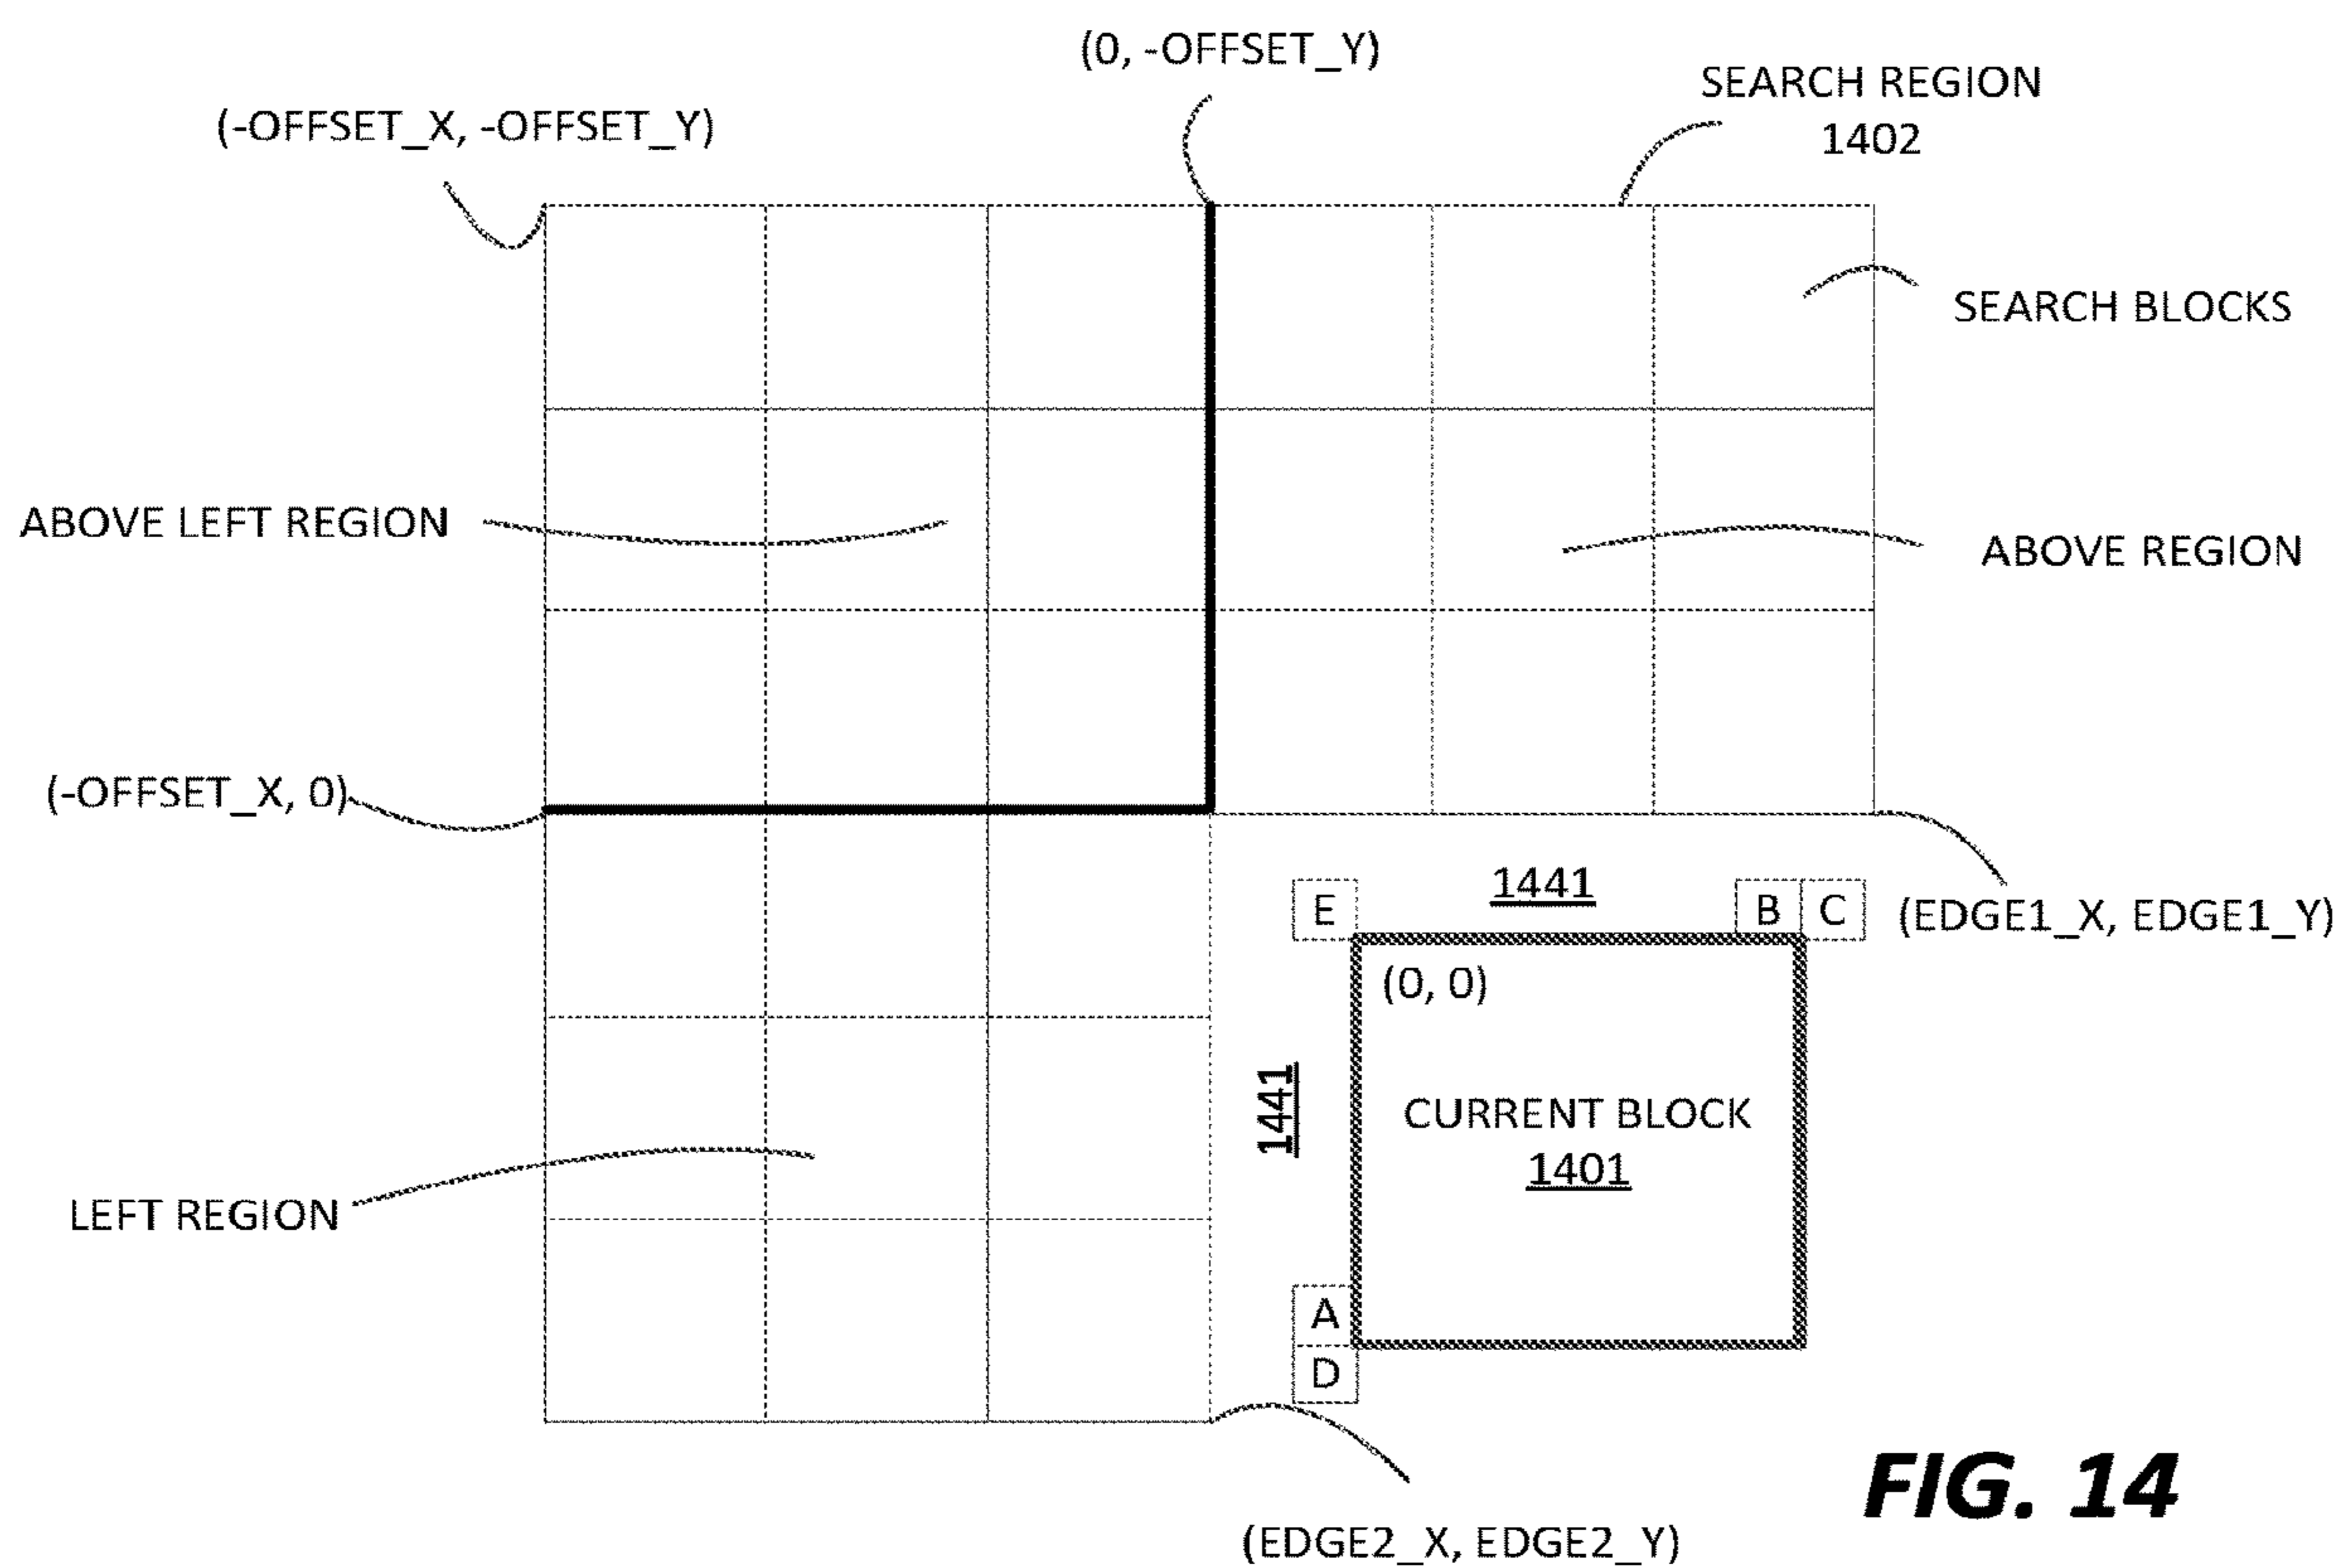 (0, -OFFSET_Y)
SEARCH REGION
1402
(-OFFSET_X, -OFFSET_Y)
SEARCH BLOCKS
ABOVE LEFT REGION
ABOVE REGION
(-OFFSET_X, 0)
1441
E
B
C
(EDGE1_X, EDGE1_Y)
(0, 0)
1441
CURRENT BLOCK
1401
LEFT REGION
A
D
FIG. 14
(EDGE2_X, EDGE2_Y)